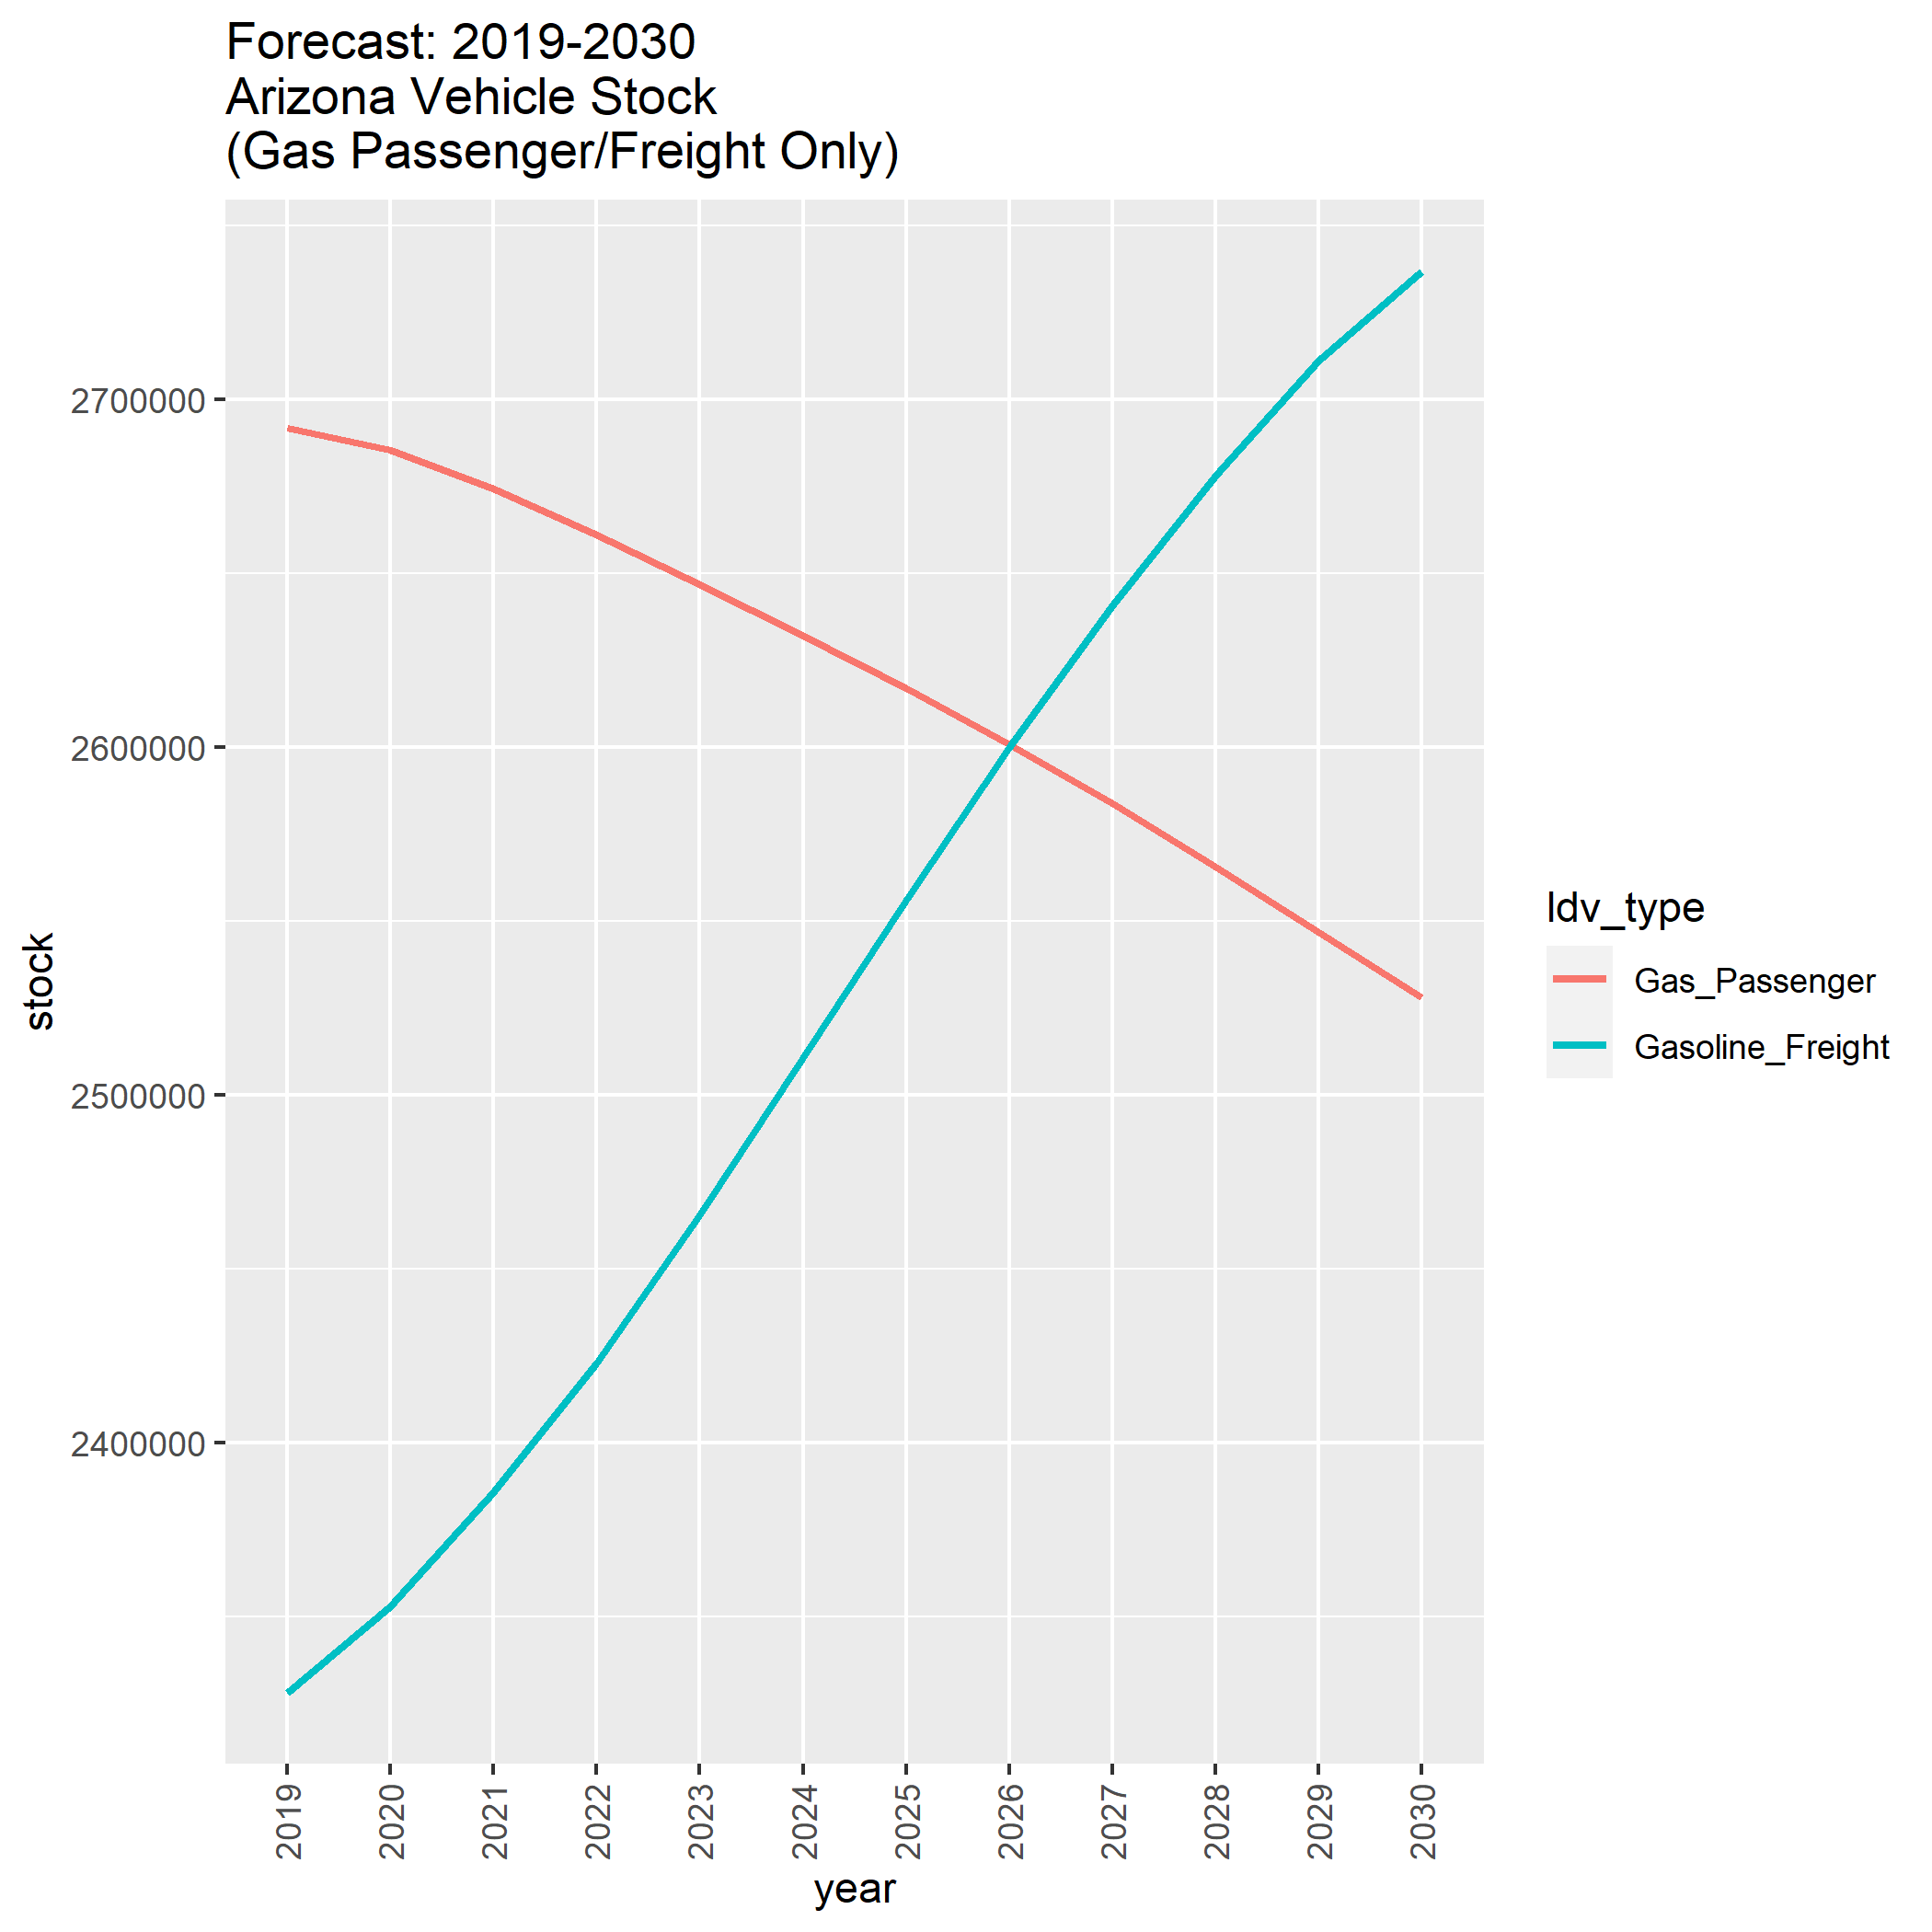 Forecast: 2019-2030
Arizona Vehicle Stock
(Gas Passenger/Freight Only)
stock
2700000
2600000
2500000
2400000
2019
2020
2021
2022
2023
2024
2025
2026
2027
2028
2029
2030
year
ldv_type
Gas_Passenger
Gasoline_Freight